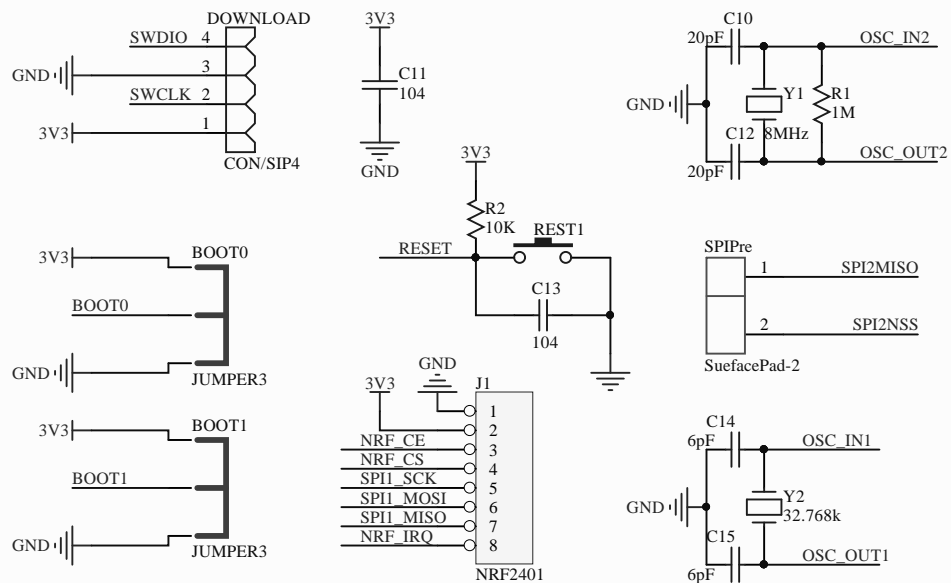 DOWNLOAD
SWDIO 4
GND 3
SWCLK 2
3V3 1
CON/SIP4
3V3
C11
104
GND
C10
20pF
OSC_IN2
GND
Y1
8MHz
R1
1M
C12
20pF
OSC_OUT2
3V3
R2
10K
REST1
RESET
C13
104
3V3
BOOT0
BOOT0
GND
JUMPER3
SPIPre
1 SPI2MISO
2 SPI2NSS
SuefacePad-2
3V3
BOOT1
BOOT1
GND
JUMPER3
GND
3V3
J1
1
2
NRF_CE 3
NRF_CS 4
SPI1_SCK 5
SPI1_MOSI 6
SPI1_MISO 7
NRF_IRQ 8
NRF2401
C14
6pF
OSC_IN1
GND
Y2
32.768k
C15
6pF
OSC_OUT1